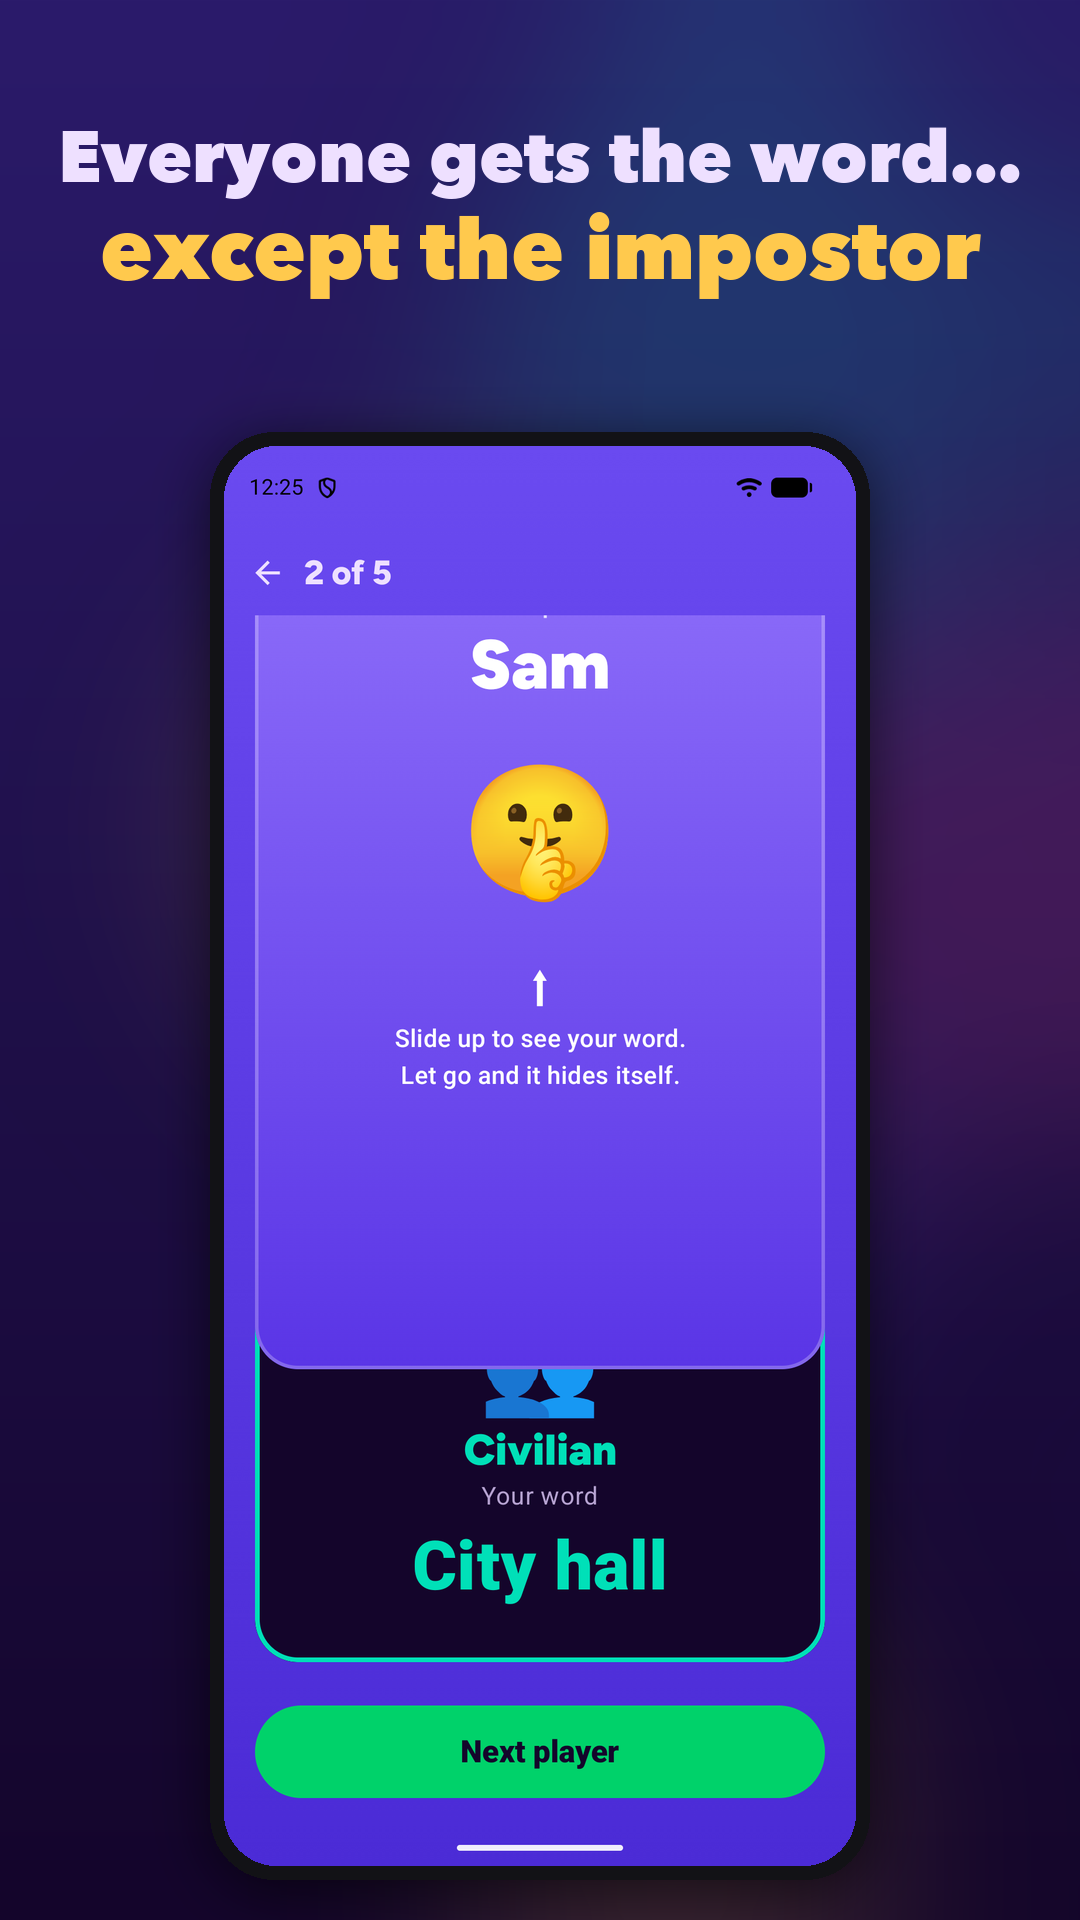 Everyone gets the word...
except the impostor
12:25
2 of 5
Sam
Slide up to see your word.
Let go and it hides itself.
Civilian
Your word
City hall
Next player